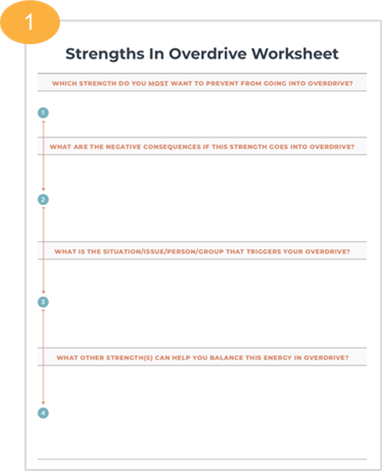 1
Strengths In Overdrive Worksheet
WHICH STRENGTH DO YOU MOST WANT TO PREVENT FROM GOING INTO OVERDRIVE?
1
WHAT ARE THE NEGATIVE CONSEQUENCES IF THIS STRENGTH GOES INTO OVERDRIVE?
2
WHAT IS THE SITUATION/ISSUE/PERSON/GROUP THAT TRIGGERS YOUR OVERDRIVE?
3
WHAT OTHER STRENGTH(S) CAN HELP YOU BALANCE THIS ENERGY IN OVERDRIVE?
4